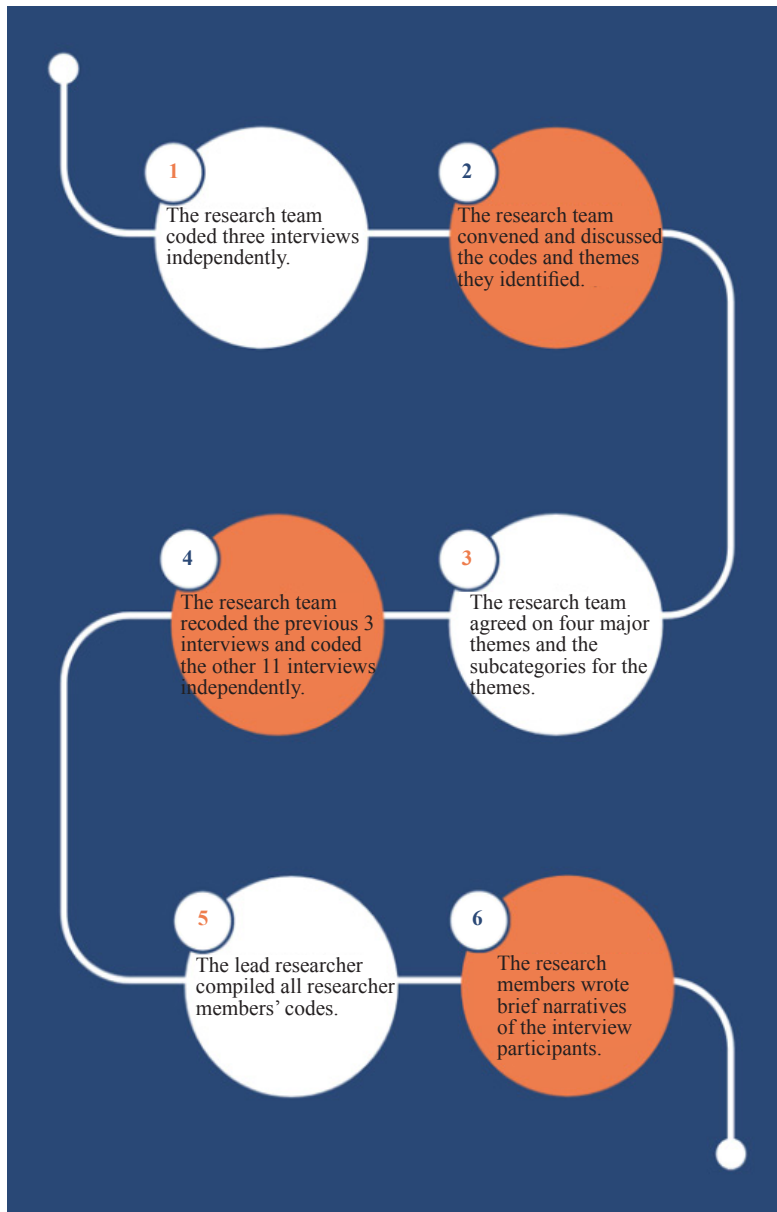 1
The research team
coded three interviews
independently.
2
The research team
convened and discussed
the codes and themes
they identified.
3
The research team
agreed on four major
themes and the
subcategories for the
themes.
4
The research team
recoded the previous 3
interviews and coded
the other 11 interviews
independently.
5
The lead researcher
compiled all researcher
members’ codes.
6
The research
members wrote
brief narratives
of the interview
participants.